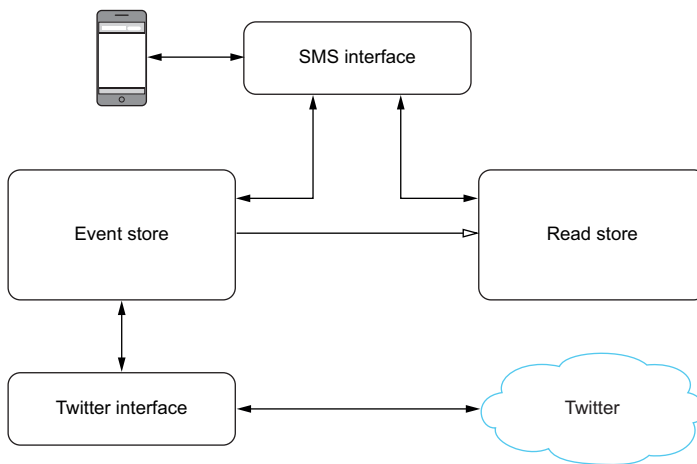 SMS interface
Event store
Read store
Twitter interface
Twitter